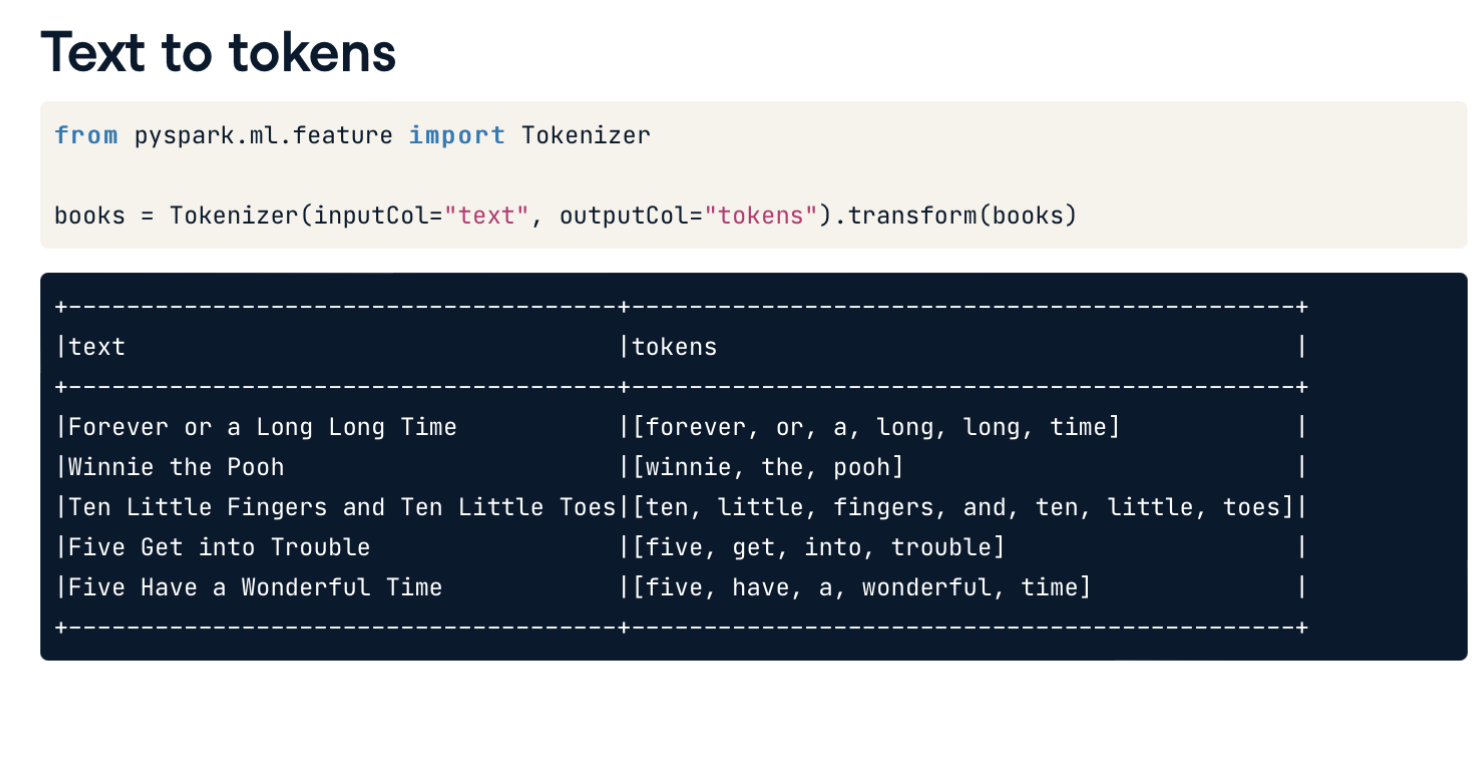 Text to tokens
from pyspark.ml.feature import Tokenizer
books = Tokenizer(inputCol="text", outputCol="tokens").transform(books)
+--------------------------------------+----------------------------------------------+
|text                                  |tokens                                        |
+--------------------------------------+----------------------------------------------+
|Forever or a Long Long Time           |[forever, or, a, long, long, time]            |
|Winnie the Pooh                       |[winnie, the, pooh]                           |
|Ten Little Fingers and Ten Little Toes|[ten, little, fingers, and, ten, little, toes]|
|Five Get into Trouble                 |[five, get, into, trouble]                    |
|Five Have a Wonderful Time            |[five, have, a, wonderful, time]              |
+--------------------------------------+----------------------------------------------+